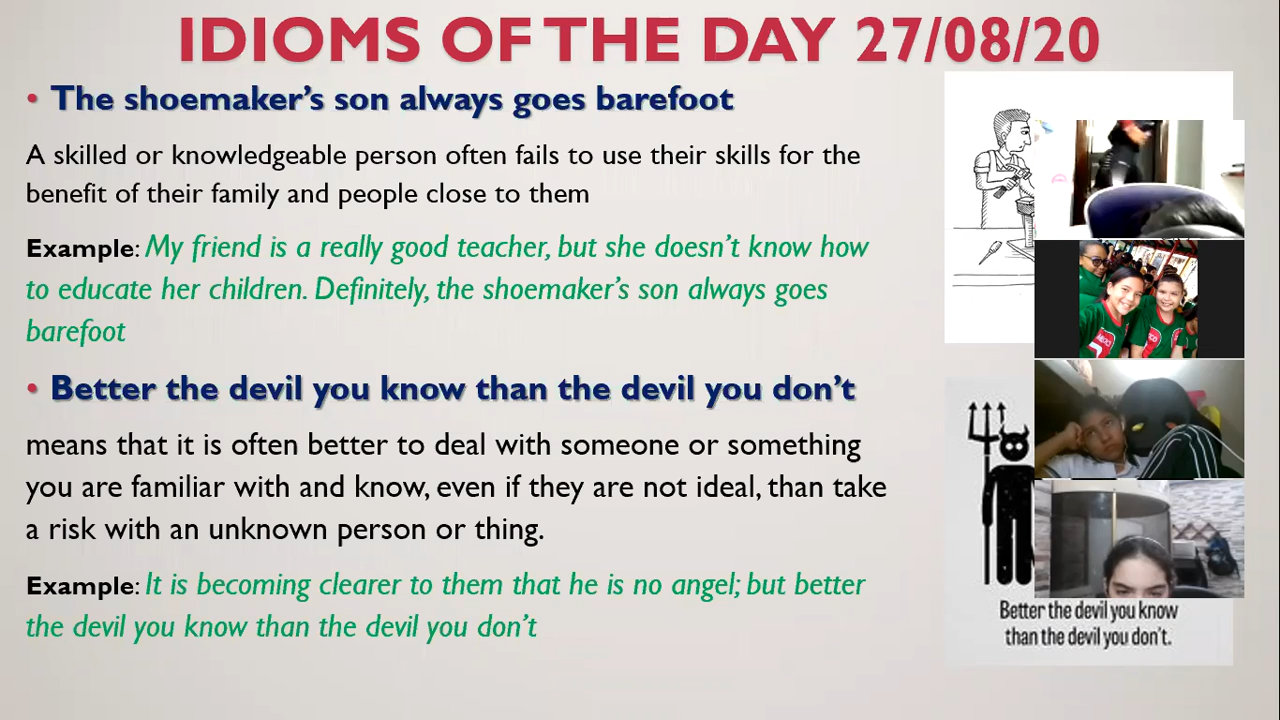 IDIOMS OF THE DAY 27/08/20
• The shoemaker's son always goes barefoot
A skilled or knowledgeable person often fails to use their skills for the
benefit of their family and people close to them
Example: My friend is a really good teacher, but she doesn't know how
to educate her children. Definitely, the shoemaker's son always goes
barefoot
• Better the devil you know than the devil you don't
means that it is often better to deal with someone or something
you are familiar with and know, even if they are not ideal, than take
a risk with an unknown person or thing.
Example: It is becoming clearer to them that he is no angel; but better
the devil you know than the devil you don't
Better the devil you know
than the devil you don't.